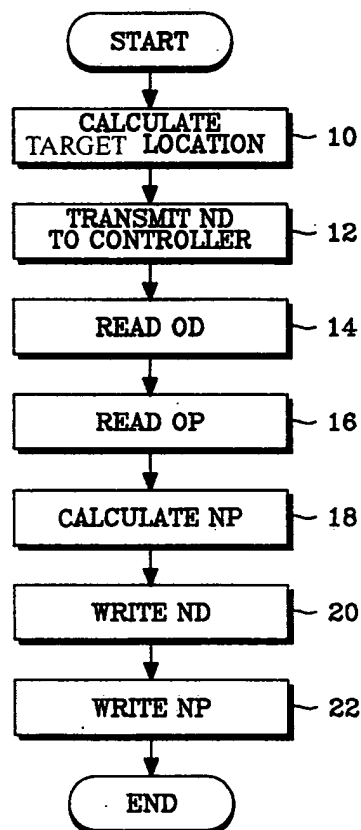 START
CALCULATE
TARGET LOCATION
10
TRANSMIT ND
TO CONTROLLER
12
READ OD
14
READ OP
16
CALCULATE NP
18
WRITE ND
20
WRITE NP
22
END